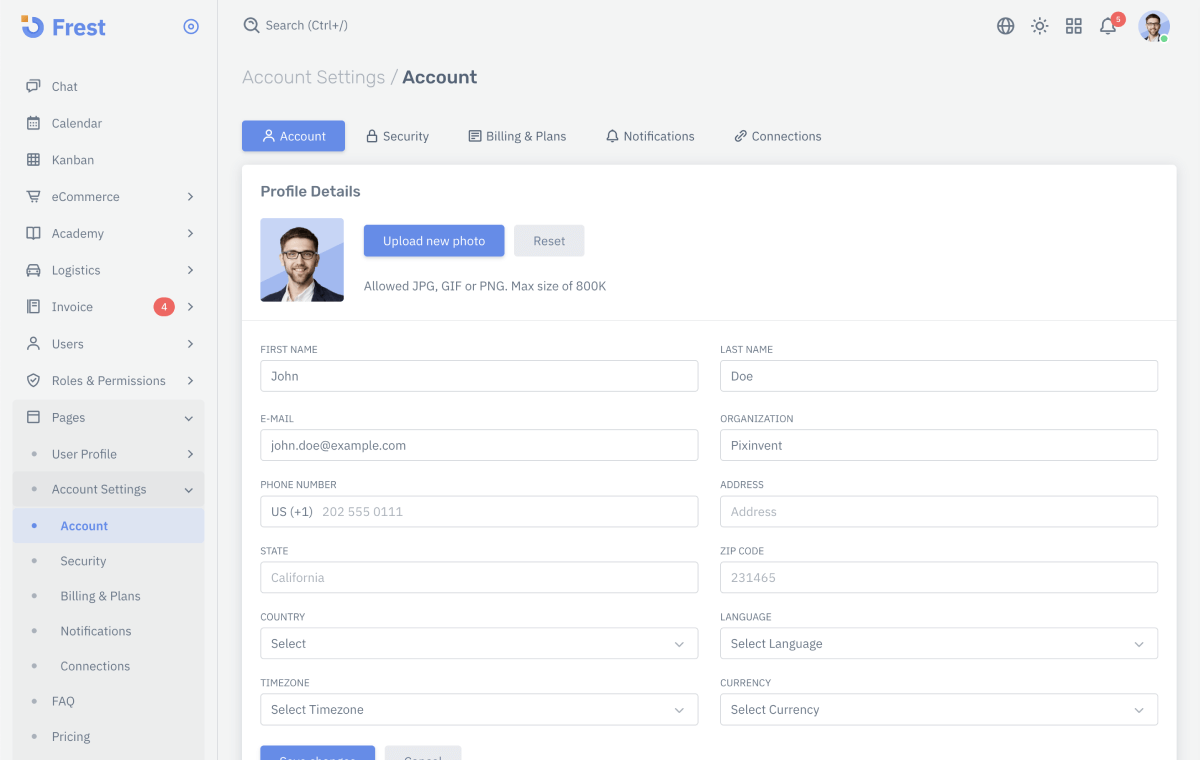 Frest
Search (Ctrl+/)
5
Chat
Calendar
Kanban
eCommerce
Academy
Logistics
Invoice 4
Users
Roles & Permissions
Pages
User Profile
Account Settings
Account
Security
Billing & Plans
Notifications
Connections
FAQ
Pricing
Account Settings / Account
Account Security Billing & Plans Notifications Connections
Profile Details
Upload new photo Reset
Allowed JPG, GIF or PNG. Max size of 800K
FIRST NAME LAST NAME
John Doe
E-MAIL ORGANIZATION
john.doe@example.com Pixinvent
PHONE NUMBER ADDRESS
US (+1) 202 555 0111 Address
STATE ZIP CODE
California 231465
COUNTRY LANGUAGE
Select Select Language
TIMEZONE CURRENCY
Select Timezone Select Currency
Save changes Cancel